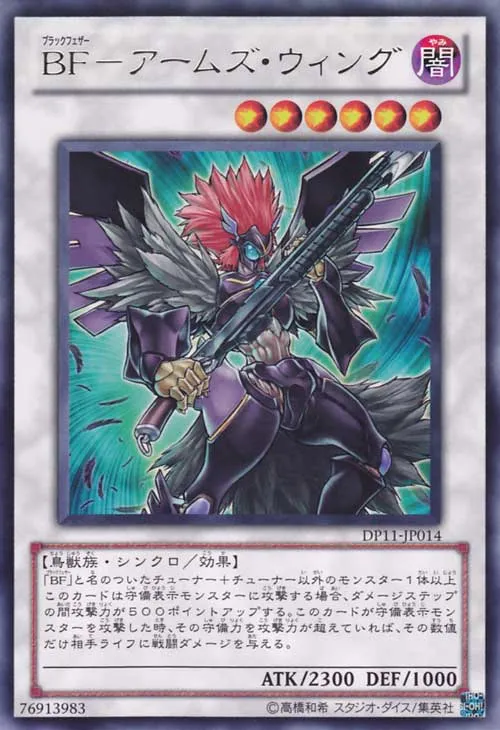 ブラックフェザー
BF－アームズ・ウィング
やみ
闇
DP11-JP014
【鳥獣族・シンクロ／効果】
「BF」と名のついたチューナー＋チューナー以外のモンスター1体以上
このカードは守備表示モンスターに攻撃する場合、ダメージステップ
の間攻撃力が５００ポイントアップする。このカードが守備表示モン
スターを攻撃した時、その守備力を攻撃力が超えていれば、その数値
だけ相手ライフに戦闘ダメージを与える。
ATK/2300 DEF/1000
76913983
©高橋和希 スタジオ・ダイス/集英社